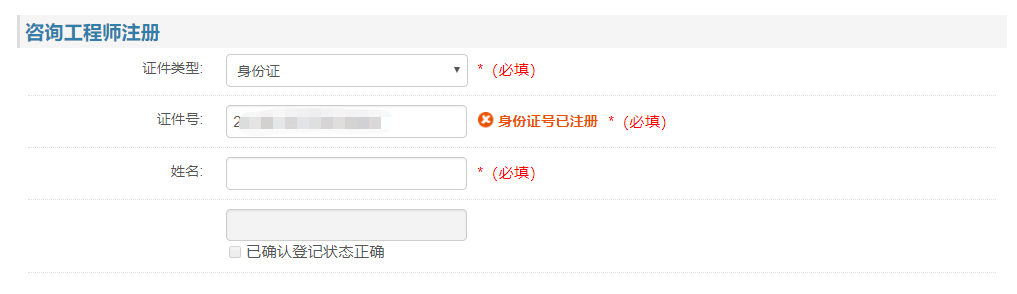 咨询工程师注册
证件类型: 身份证 * (必填)
证件号: 2 身份证号已注册 * (必填)
姓名: * (必填)
已确认登记状态正确